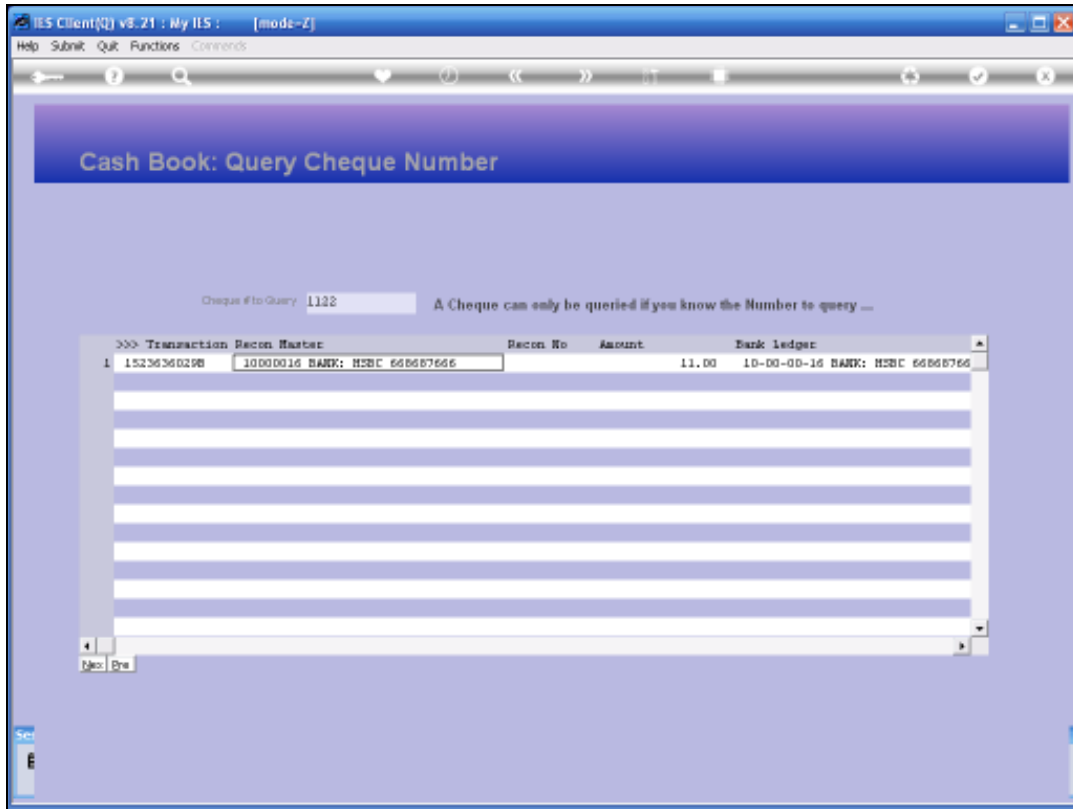 IES Client(Q) v8.21 : My IES : [mode-Z]
Help Submit Quit Functions Commends
Cash Book: Query Cheque Number
Cheque # to Query 1122 A Cheque can only be queried if you know the Number to query ...
>>> Transaction Recon Master Recon No Amount Bank ledger
1 15236360298 10000016 BANK: HSBC 668687666 11.00 10-00-00-16 BANK: HSBC 66868766
Nex Pre